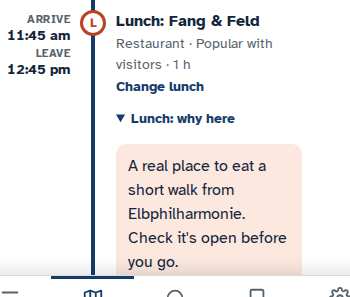 ARRIVE
11:45 am
LEAVE
12:45 pm
L
Lunch: Fang & Feld
Restaurant · Popular with
visitors · 1 h
Change lunch
▼ Lunch: why here
A real place to eat a
short walk from
Elbphilharmonie.
Check it's open before
you go.